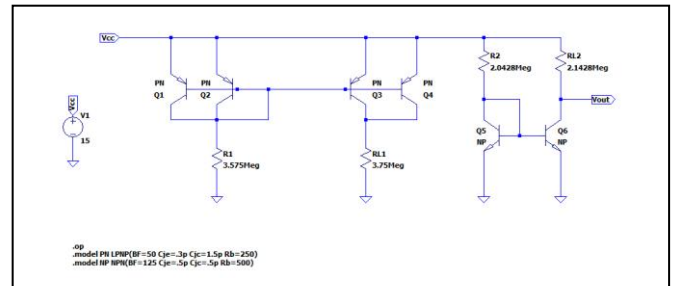 Vcc
R2
2.0428Meg
RL2
2.1428Meg
PN
Q1
PN
Q2
PN
Q3
PN
Q4
Vcc
V1
15
Vout
Q5
NP
Q6
NP
R1
3.575Meg
RL1
3.75Meg
.op
.model PN LPNP(BF=50 Cje=.3p Cjc=1.5p Rb=250)
.model NP NPN(BF=125 Cje=.5p Cjc=.5p Rb=500)